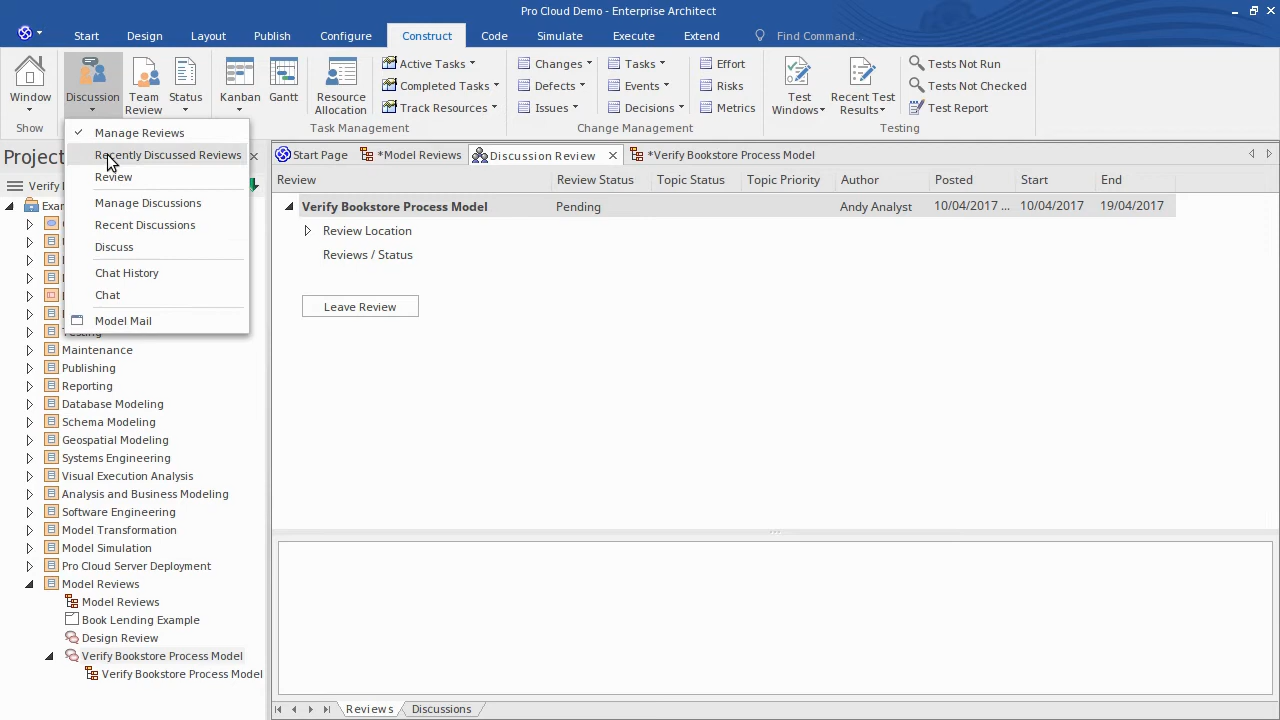 Pro Cloud Demo - Enterprise Architect
Start Design Layout Publish Configure Construct Code Simulate Execute Extend Find Command...
Window
Show
Discussion
Team Review
Status
Kanban
Gantt
Resource Allocation
Active Tasks
Completed Tasks
Track Resources
Task Management
Changes
Defects
Issues
Tasks
Events
Decisions
Effort
Risks
Metrics
Change Management
Test Windows
Recent Test Results
Tests Not Run
Tests Not Checked
Test Report
Testing
Manage Reviews
Recently Discussed Reviews
Review
Manage Discussions
Recent Discussions
Discuss
Chat History
Chat
Model Mail
Project
Verify
Exam
Testing
Maintenance
Publishing
Reporting
Database Modeling
Schema Modeling
Geospatial Modeling
Systems Engineering
Visual Execution Analysis
Analysis and Business Modeling
Software Engineering
Model Transformation
Model Simulation
Pro Cloud Server Deployment
Model Reviews
Model Reviews
Book Lending Example
Design Review
Verify Bookstore Process Model
Verify Bookstore Process Model
Start Page *Model Reviews Discussion Review *Verify Bookstore Process Model
Review Review Status Topic Status Topic Priority Author Posted Start End
Verify Bookstore Process Model Pending Andy Analyst 10/04/2017 ... 10/04/2017 19/04/2017
Review Location
Reviews / Status
Leave Review
Reviews Discussions